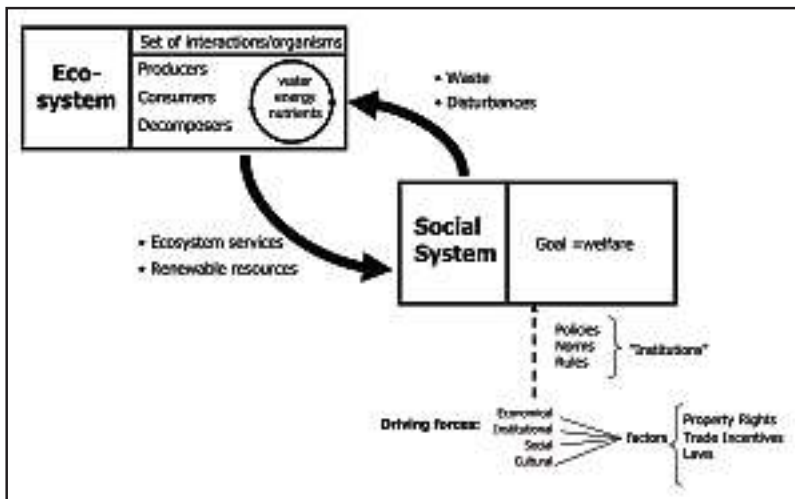 Eco-
system
Set of interactions/organisms
Producers
Consumers
Decomposers
water
energy
nutrients
• Waste
• Disturbances
• Ecosystem services
• Renewable resources
Social
System
Goal =welfare
Policies
Norms
Rules
"Institutions"
Driving forces:
Economical
Institutional
Social
Cultural
Factors
Property Rights
Trade Incentives
Laws